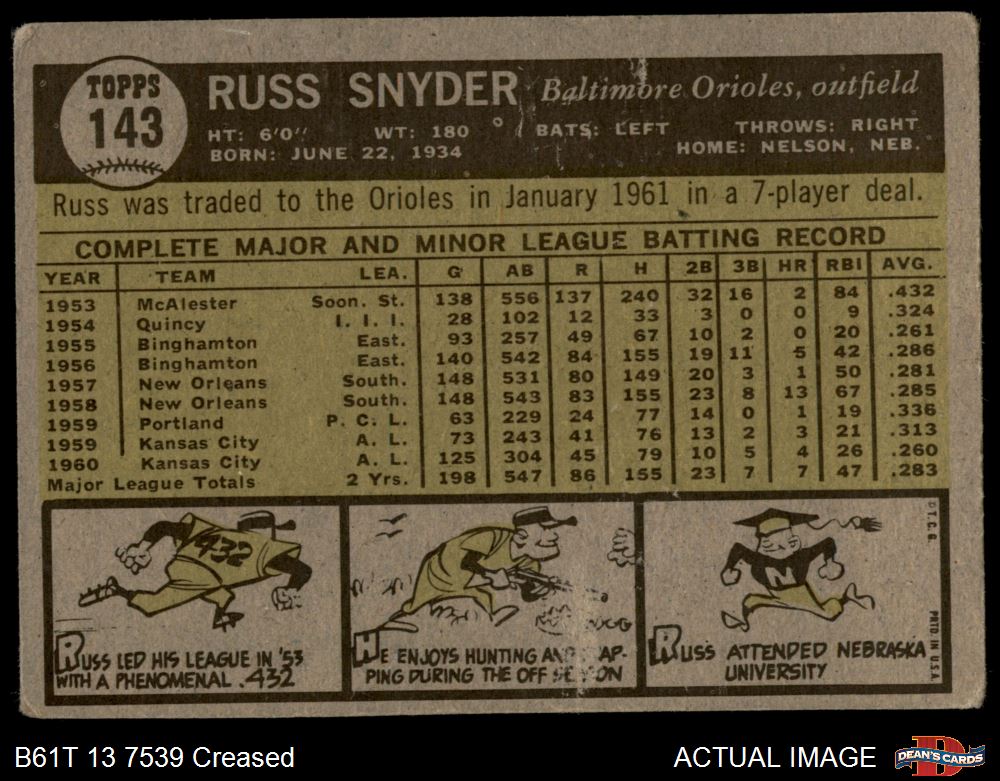 TOPPS
143
RUSS SNYDER Baltimore Orioles, outfield
HT: 6'0" WT: 180 BATS: LEFT THROWS: RIGHT
BORN: JUNE 22, 1934 HOME: NELSON, NEB.
Russ was traded to the Orioles in January 1961 in a 7-player deal.
COMPLETE MAJOR AND MINOR LEAGUE BATTING RECORD
YEAR TEAM LEA. G AB R H 2B 3B HR RBI AVG.
1953 McAlester Soon. St. 138 556 137 240 32 16 2 84 .432
1954 Quincy I. I. I. 28 102 12 33 3 0 0 9 .324
1955 Binghamton East. 93 257 49 67 10 2 0 20 .261
1956 Binghamton East. 140 542 84 155 19 11 5 42 .286
1957 New Orleans South. 148 531 80 149 20 3 1 50 .281
1958 New Orleans South. 148 543 83 155 23 8 13 67 .285
1959 Portland P. C. L. 63 229 24 77 14 0 1 19 .336
1959 Kansas City A. L. 73 243 41 76 13 2 3 21 .313
1960 Kansas City A. L. 125 304 45 79 10 5 4 26 .260
Major League Totals 2 Yrs. 198 547 86 155 23 7 7 47 .283
432
RUSS LED HIS LEAGUE IN '53
WITH A PHENOMENAL .432
HE ENJOYS HUNTING
PING DURING THE OFF
N
RUSS ATTENDED NEBRASKA
UNIVERSITY
©T.C.G.
PRTD. IN U.S.A.
B61T 13 7539 Creased
ACTUAL IMAGE
D
DEAN'S CARDS